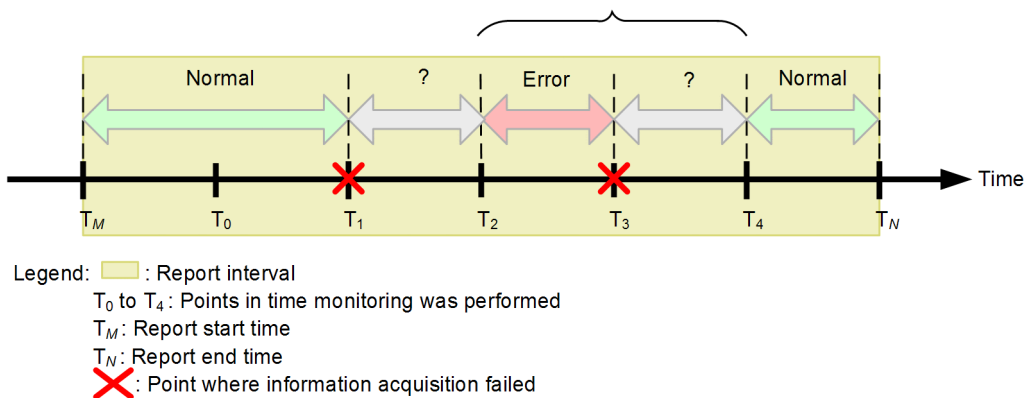 Normal ? Error ? Normal
Time
T_M T_0 T_1 T_2 T_3 T_4 T_N
Legend: : Report interval
T_0 to T_4 : Points in time monitoring was performed
T_M : Report start time
T_N : Report end time
: Point where information acquisition failed